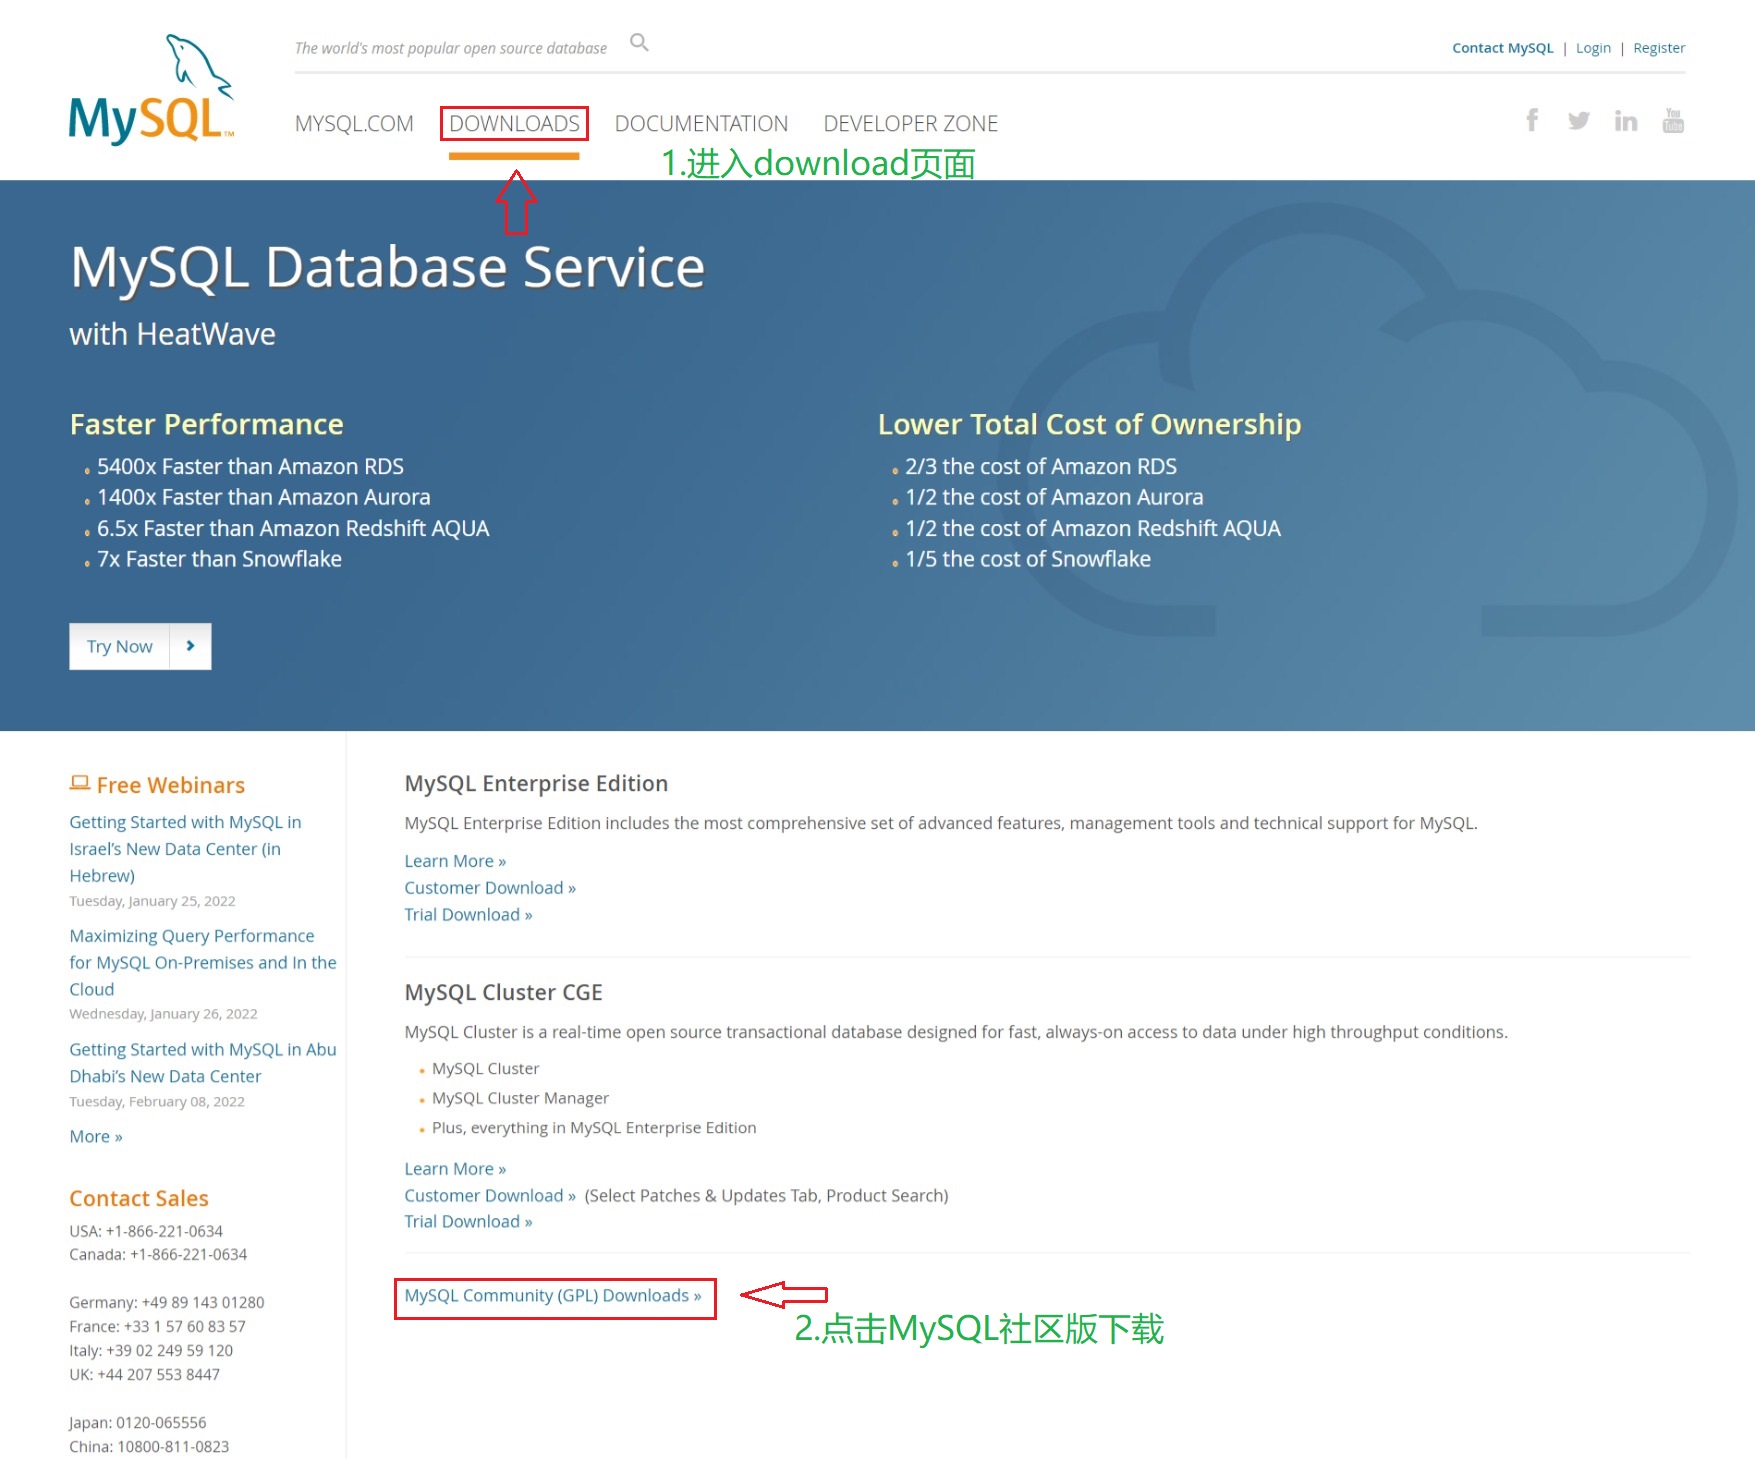 The world's most popular open source database
Contact MySQL | Login | Register
MySQL™
MYSQL.COM
DOWNLOADS
DOCUMENTATION
DEVELOPER ZONE
You Tube
1.进入download页面
MySQL Database Service
with HeatWave
Faster Performance
5400x Faster than Amazon RDS
1400x Faster than Amazon Aurora
6.5x Faster than Amazon Redshift AQUA
7x Faster than Snowflake
Lower Total Cost of Ownership
2/3 the cost of Amazon RDS
1/2 the cost of Amazon Aurora
1/2 the cost of Amazon Redshift AQUA
1/5 the cost of Snowflake
Try Now
Free Webinars
Getting Started with MySQL in
Israel's New Data Center (in
Hebrew)
Tuesday, January 25, 2022
Maximizing Query Performance
for MySQL On-Premises and In the
Cloud
Wednesday, January 26, 2022
Getting Started with MySQL in Abu
Dhabi's New Data Center
Tuesday, February 08, 2022
More »
Contact Sales
USA: +1-866-221-0634
Canada: +1-866-221-0634
Germany: +49 89 143 01280
France: +33 1 57 60 83 57
Italy: +39 02 249 59 120
UK: +44 207 553 8447
Japan: 0120-065556
China: 10800-811-0823
MySQL Enterprise Edition
MySQL Enterprise Edition includes the most comprehensive set of advanced features, management tools and technical support for MySQL.
Learn More »
Customer Download »
Trial Download »
MySQL Cluster CGE
MySQL Cluster is a real-time open source transactional database designed for fast, always-on access to data under high throughput conditions.
MySQL Cluster
MySQL Cluster Manager
Plus, everything in MySQL Enterprise Edition
Learn More »
Customer Download » (Select Patches & Updates Tab, Product Search)
Trial Download »
MySQL Community (GPL) Downloads »
2.点击MySQL社区版下载